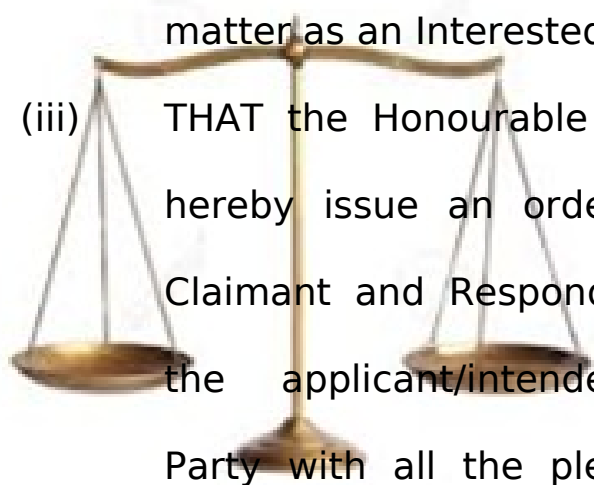 matter as an Interested
(iii) THAT the Honourable
hereby issue an orde
Claimant and Respond
the applicant/intende
Party with all the ple